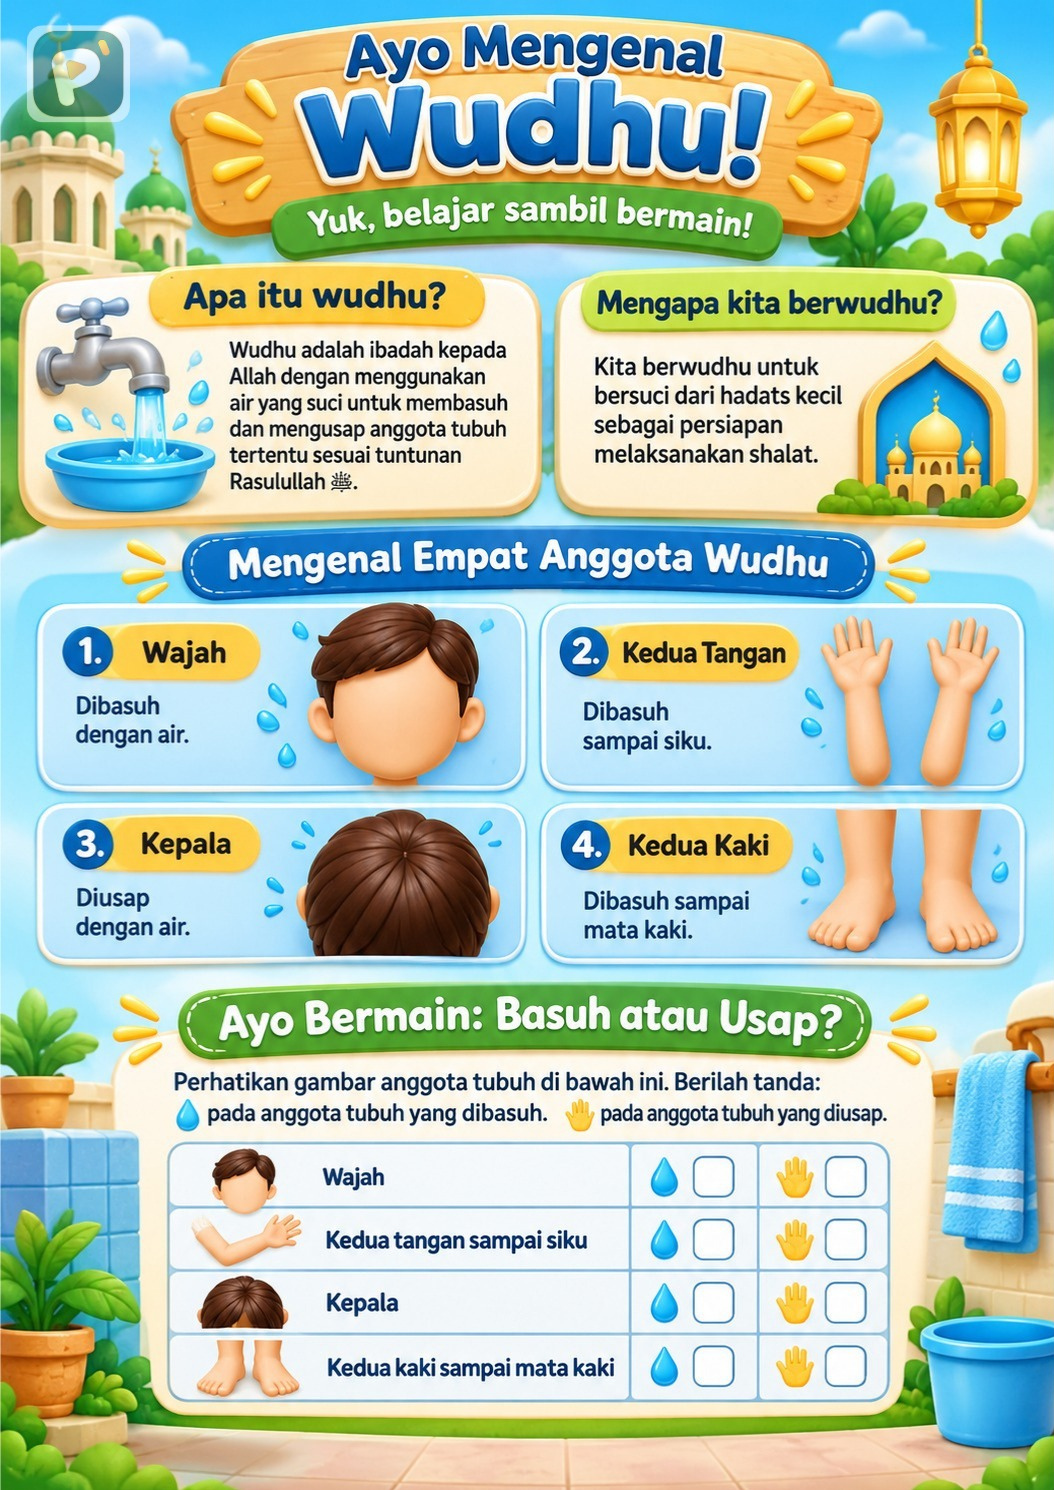 Ayo Mengenal
Wudhu!
Yuk, belajar sambil bermain!
Apa itu wudhu?
Wudhu adalah ibadah kepada
Allah dengan menggunakan
air yang suci untuk membasuh
dan mengusap anggota tubuh
tertentu sesuai tuntunan
Rasulullah ﷺ.
Mengapa kita berwudhu?
Kita berwudhu untuk
bersuci dari hadats kecil
sebagai persiapan
melaksanakan shalat.
Mengenal Empat Anggota Wudhu
1. Wajah
Dibasuh
dengan air.
2. Kedua Tangan
Dibasuh
sampai siku.
3. Kepala
Diusap
dengan air.
4. Kedua Kaki
Dibasuh sampai
mata kaki.
Ayo Bermain: Basuh atau Usap?
Perhatikan gambar anggota tubuh di bawah ini. Berilah tanda:
pada anggota tubuh yang dibasuh. pada anggota tubuh yang diusap.
Wajah
Kedua tangan sampai siku
Kepala
Kedua kaki sampai mata kaki